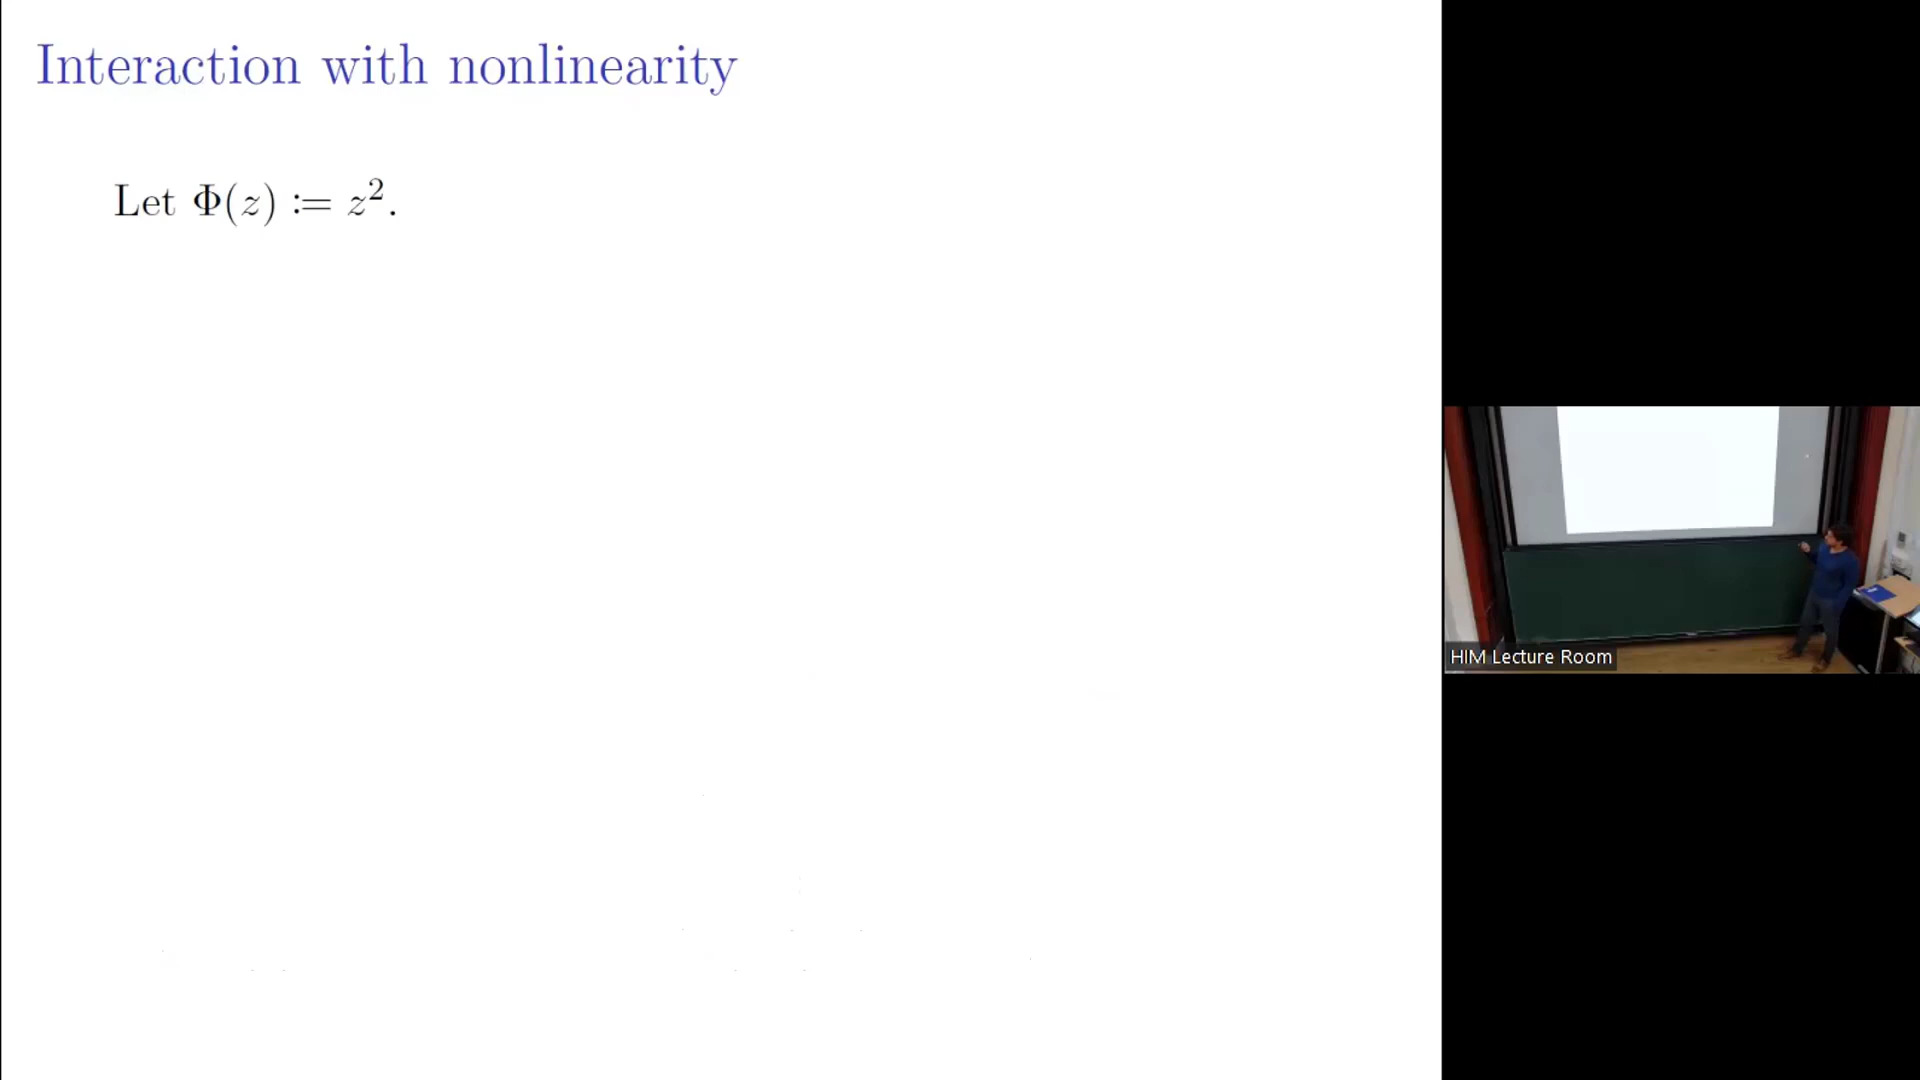 Interaction with nonlinearity
Let Φ(z) := z².
HIM Lecture Room